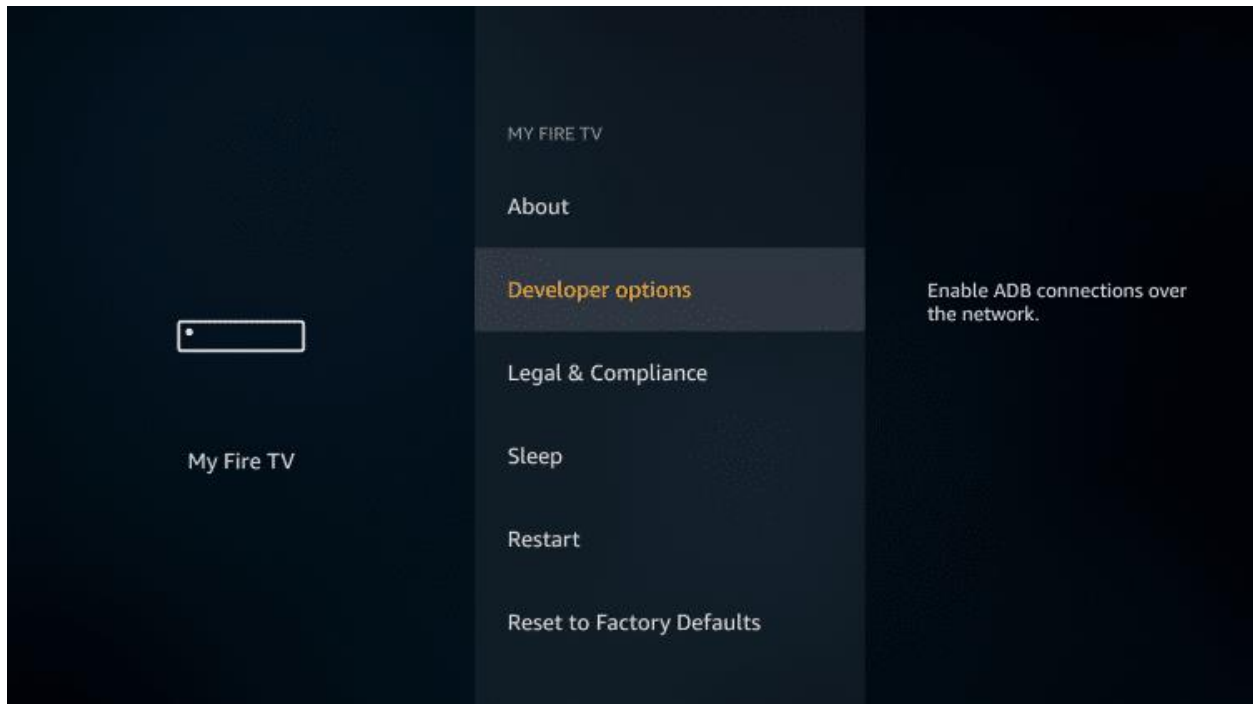 MY FIRE TV
About
Developer options
Legal & Compliance
Sleep
Restart
Reset to Factory Defaults
My Fire TV
Enable ADB connections over
the network.